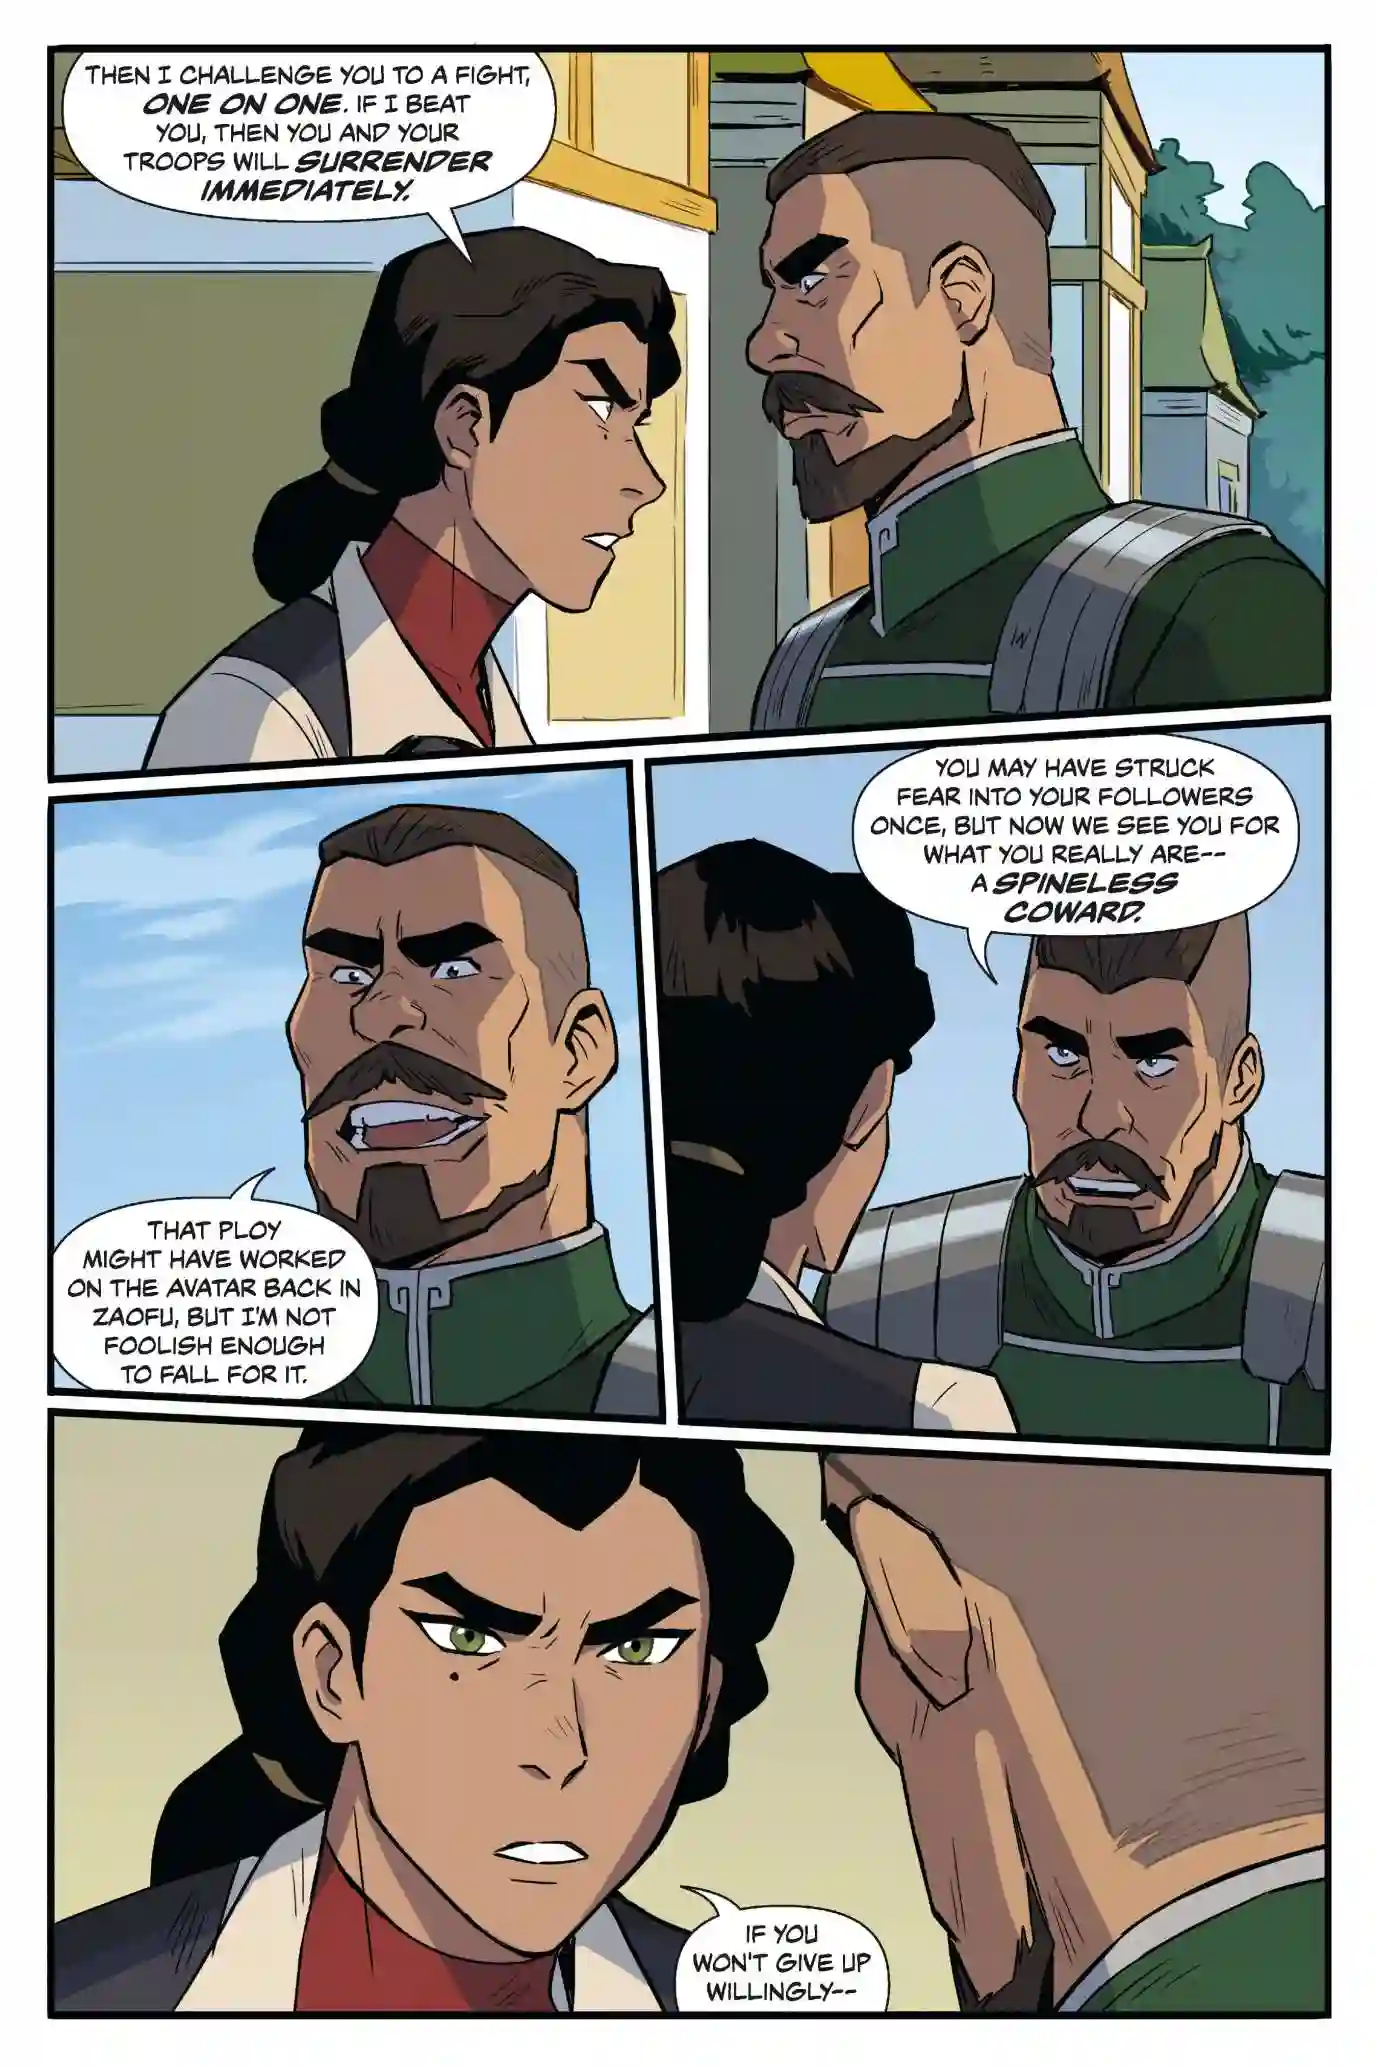 THEN I CHALLENGE YOU TO A FIGHT,
ONE ON ONE. IF I BEAT
YOU, THEN YOU AND YOUR
TROOPS WILL SURRENDER
IMMEDIATELY.
THAT PLOY
MIGHT HAVE WORKED
ON THE AVATAR BACK IN
ZAOFU, BUT I'M NOT
FOOLISH ENOUGH
TO FALL FOR IT.
YOU MAY HAVE STRUCK
FEAR INTO YOUR FOLLOWERS
ONCE, BUT NOW WE SEE YOU FOR
WHAT YOU REALLY ARE--
A SPINELESS
COWARD.
IF YOU
WON'T GIVE UP
WILLINGLY--